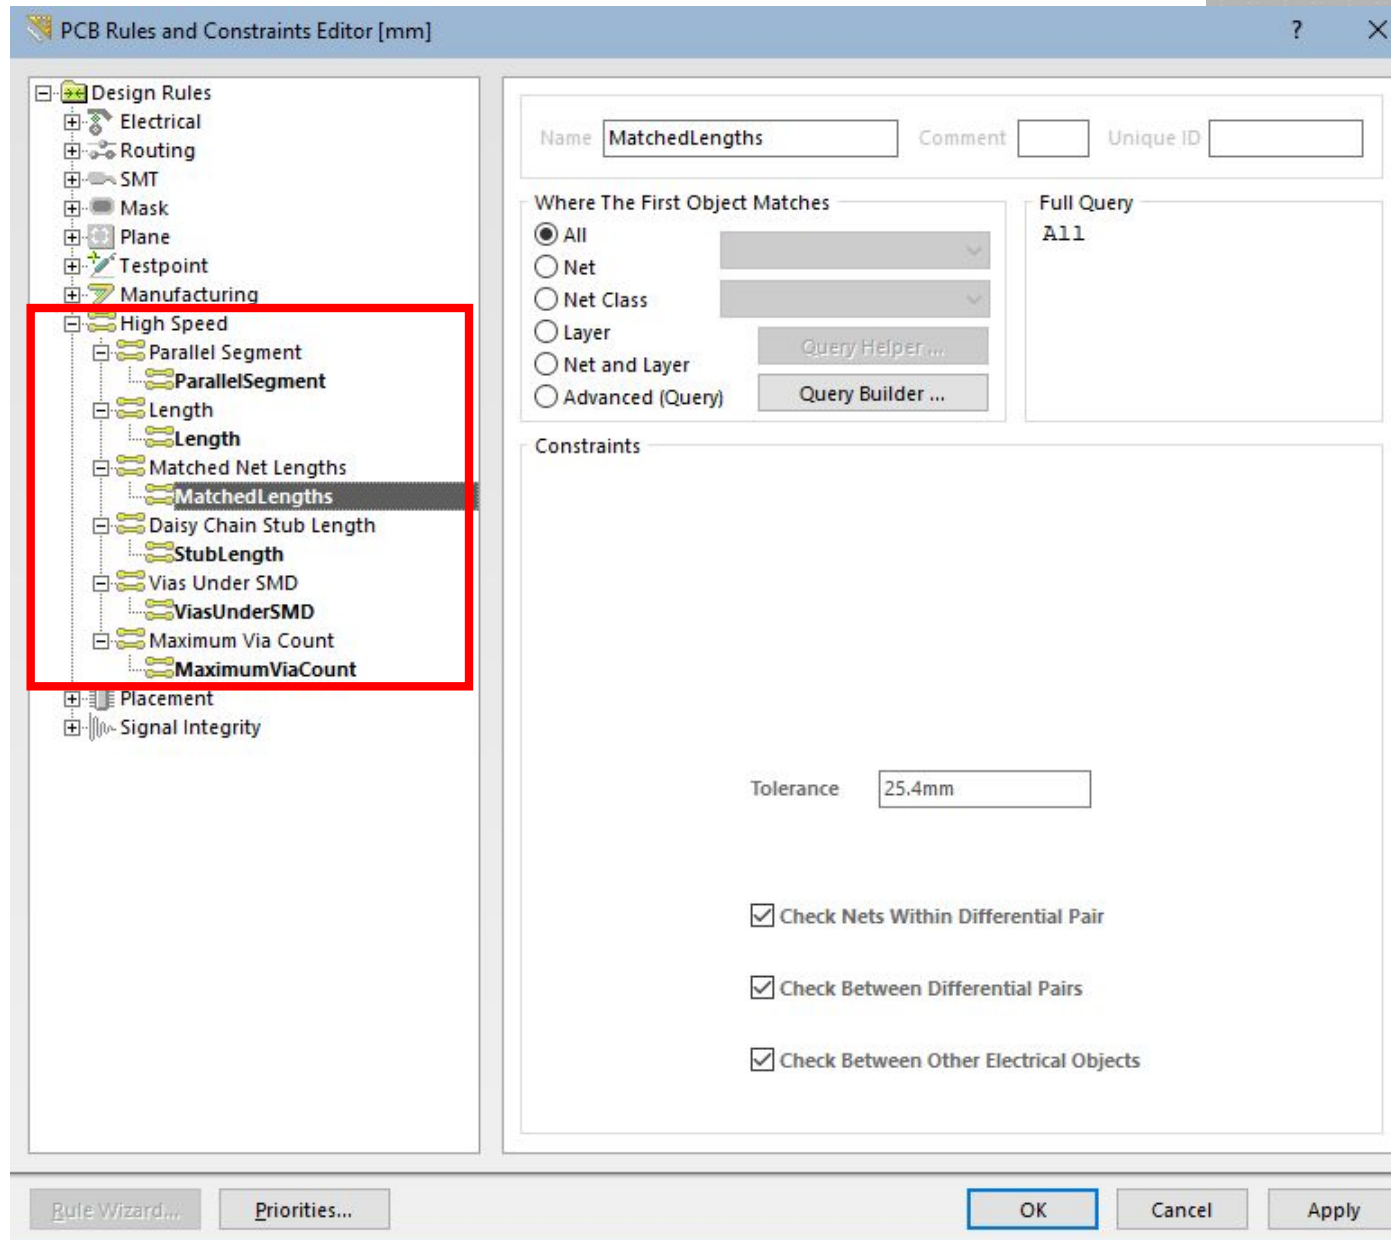 PCB Rules and Constraints Editor [mm]
?
Design Rules
Electrical
Routing
SMT
Mask
Plane
Testpoint
Manufacturing
High Speed
Parallel Segment
ParallelSegment
Length
Length
Matched Net Lengths
MatchedLengths
Daisy Chain Stub Length
StubLength
Vias Under SMD
ViasUnderSMD
Maximum Via Count
MaximumViaCount
Placement
Signal Integrity
Name MatchedLengths Comment Unique ID
Where The First Object Matches
All
Net
Net Class
Layer
Net and Layer
Advanced (Query)
Query Helper ...
Query Builder ...
Full Query
All
Constraints
Tolerance 25.4mm
Check Nets Within Differential Pair
Check Between Differential Pairs
Check Between Other Electrical Objects
Rule Wizard... Priorities... OK Cancel Apply